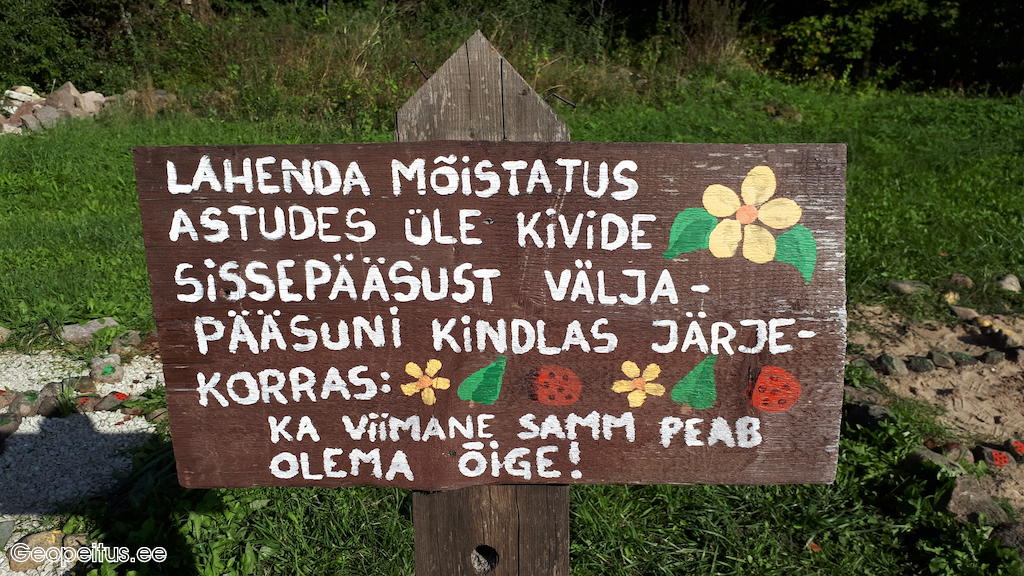 LAHENDA MÕISTATUS
ASTUDES ÜLE KIVIDE
SISSEPÄÄSUST VÄLJA-
PÄÄSUNI KINDLAS JÄRJE-
KORRAS:
KA VIIMANE SAMM PEAB
OLEMA ÕIGE!
Geopeitus.ee